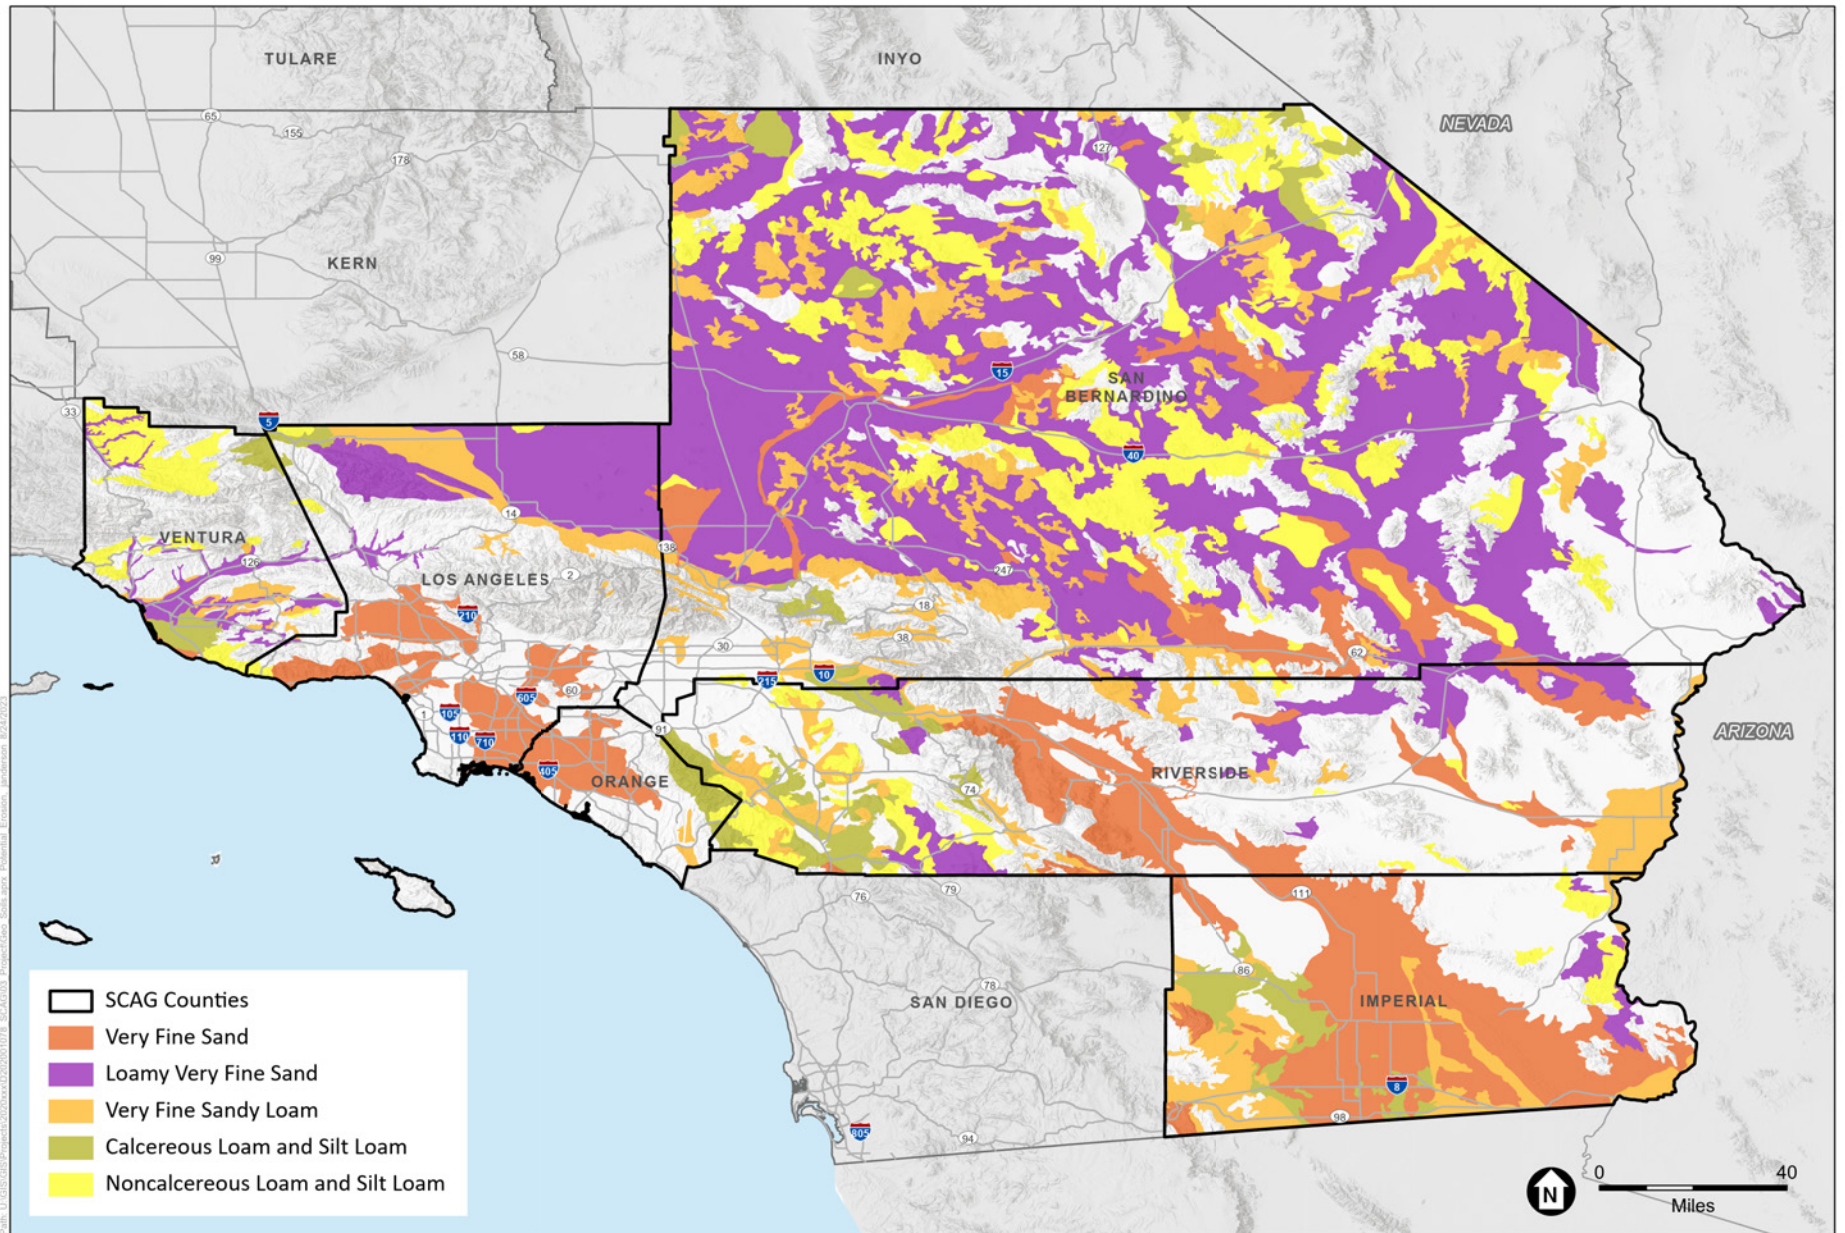 TULARE
INYO
65
155
NEVADA
127
178
99
KERN
58
15
SAN
BERNARDINO
33
5
40
14
VENTURA
138
126
247
LOS ANGELES
2
18
210
38
30
62
10
215
605
60
1
105
91
110
710
ARIZONA
405
ORANGE
RIVERSIDE
74
76
79
111
86
78
SAN DIEGO
IMPERIAL
8
98
805
94
SCAG Counties
Very Fine Sand
Loamy Very Fine Sand
Very Fine Sandy Loam
Calcereous Loam and Silt Loam
Noncalcereous Loam and Silt Loam
N
0 40
Miles